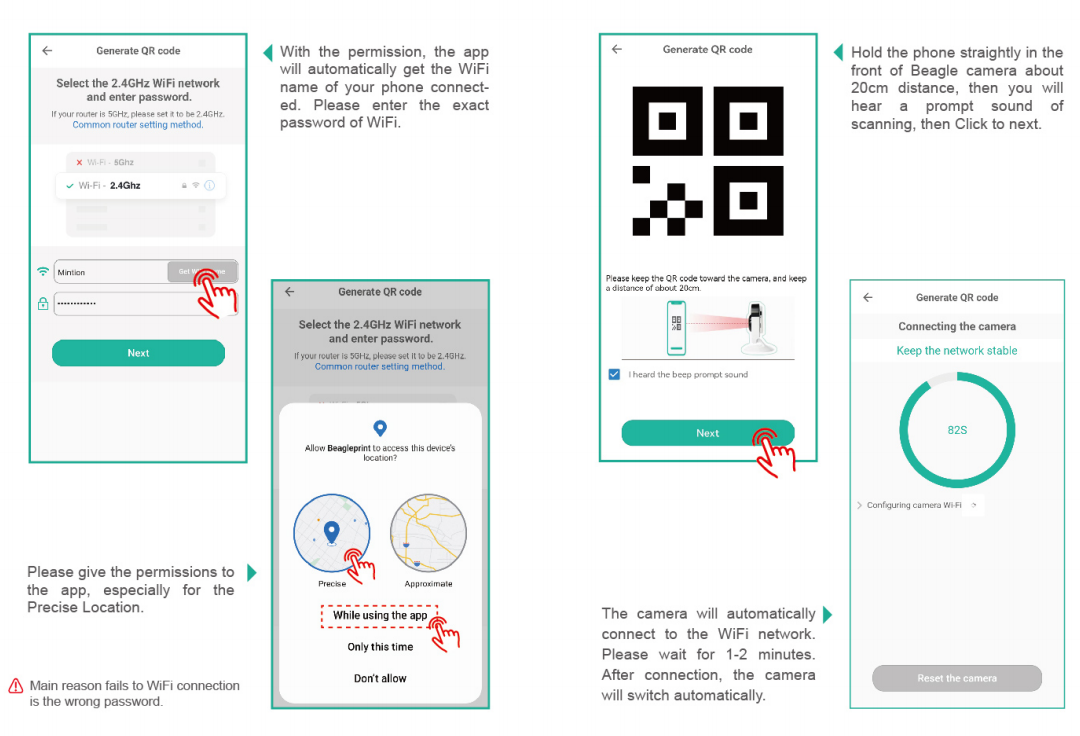 Generate QR code
Select the 2.4GHz WiFi network
and enter password.
If your router is 5GHz, please set it to be 2.4GHz.
Common router setting method.
Wi-Fi - 5Ghz
Wi-Fi - 2.4Ghz
Mintion
Get
Next
With the permission, the app
will automatically get the WiFi
name of your phone connect-
ed. Please enter the exact
password of WiFi.
Generate QR code
Select the 2.4GHz WiFi network
and enter password.
If your router is 5GHz, please set it to be 2.4GHz.
Common router setting method.
Allow Beagleprint to access this device's
location?
Precise
Approximate
While using the app
Only this time
Don't allow
Please give the permissions to
the app, especially for the
Precise Location.
Main reason fails to WiFi connection
is the wrong password.
Generate QR code
Please keep the QR code toward the camera, and keep
a distance of about 20cm.
I heard the beep prompt sound
Next
Hold the phone straightly in the
front of Beagle camera about
20cm distance, then you will
hear a prompt sound of
scanning, then Click to next.
Generate QR code
Connecting the camera
Keep the network stable
82S
Configuring camera Wi-Fi
Reset the camera
The camera will automatically
connect to the WiFi network.
Please wait for 1-2 minutes.
After connection, the camera
will switch automatically.